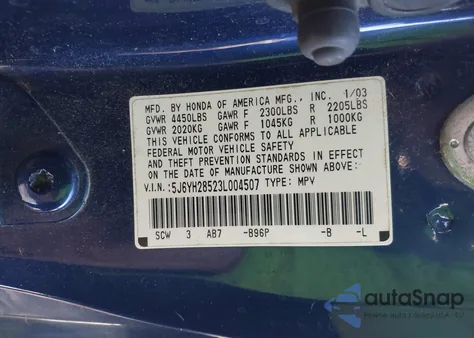 MFD. BY HONDA OF AMERICA MFG., INC. 1/03
GVWR 4450LBS GAWR F 2300LBS R 2205LBS
GVWR 2020KG GAWR F 1045KG R 1000KG
THIS VEHICLE CONFORMS TO ALL APPLICABLE
FEDERAL MOTOR VEHICLE SAFETY
AND THEFT PREVENTION STANDARDS IN EFFECT
ON THE DATE OF MANUFACTURE SHOWN ABOVE:
V.I.N.:5J6YH28523L004507 TYPE: MPV
SCW 3 AB7 -B96P -B -L
autoSnap